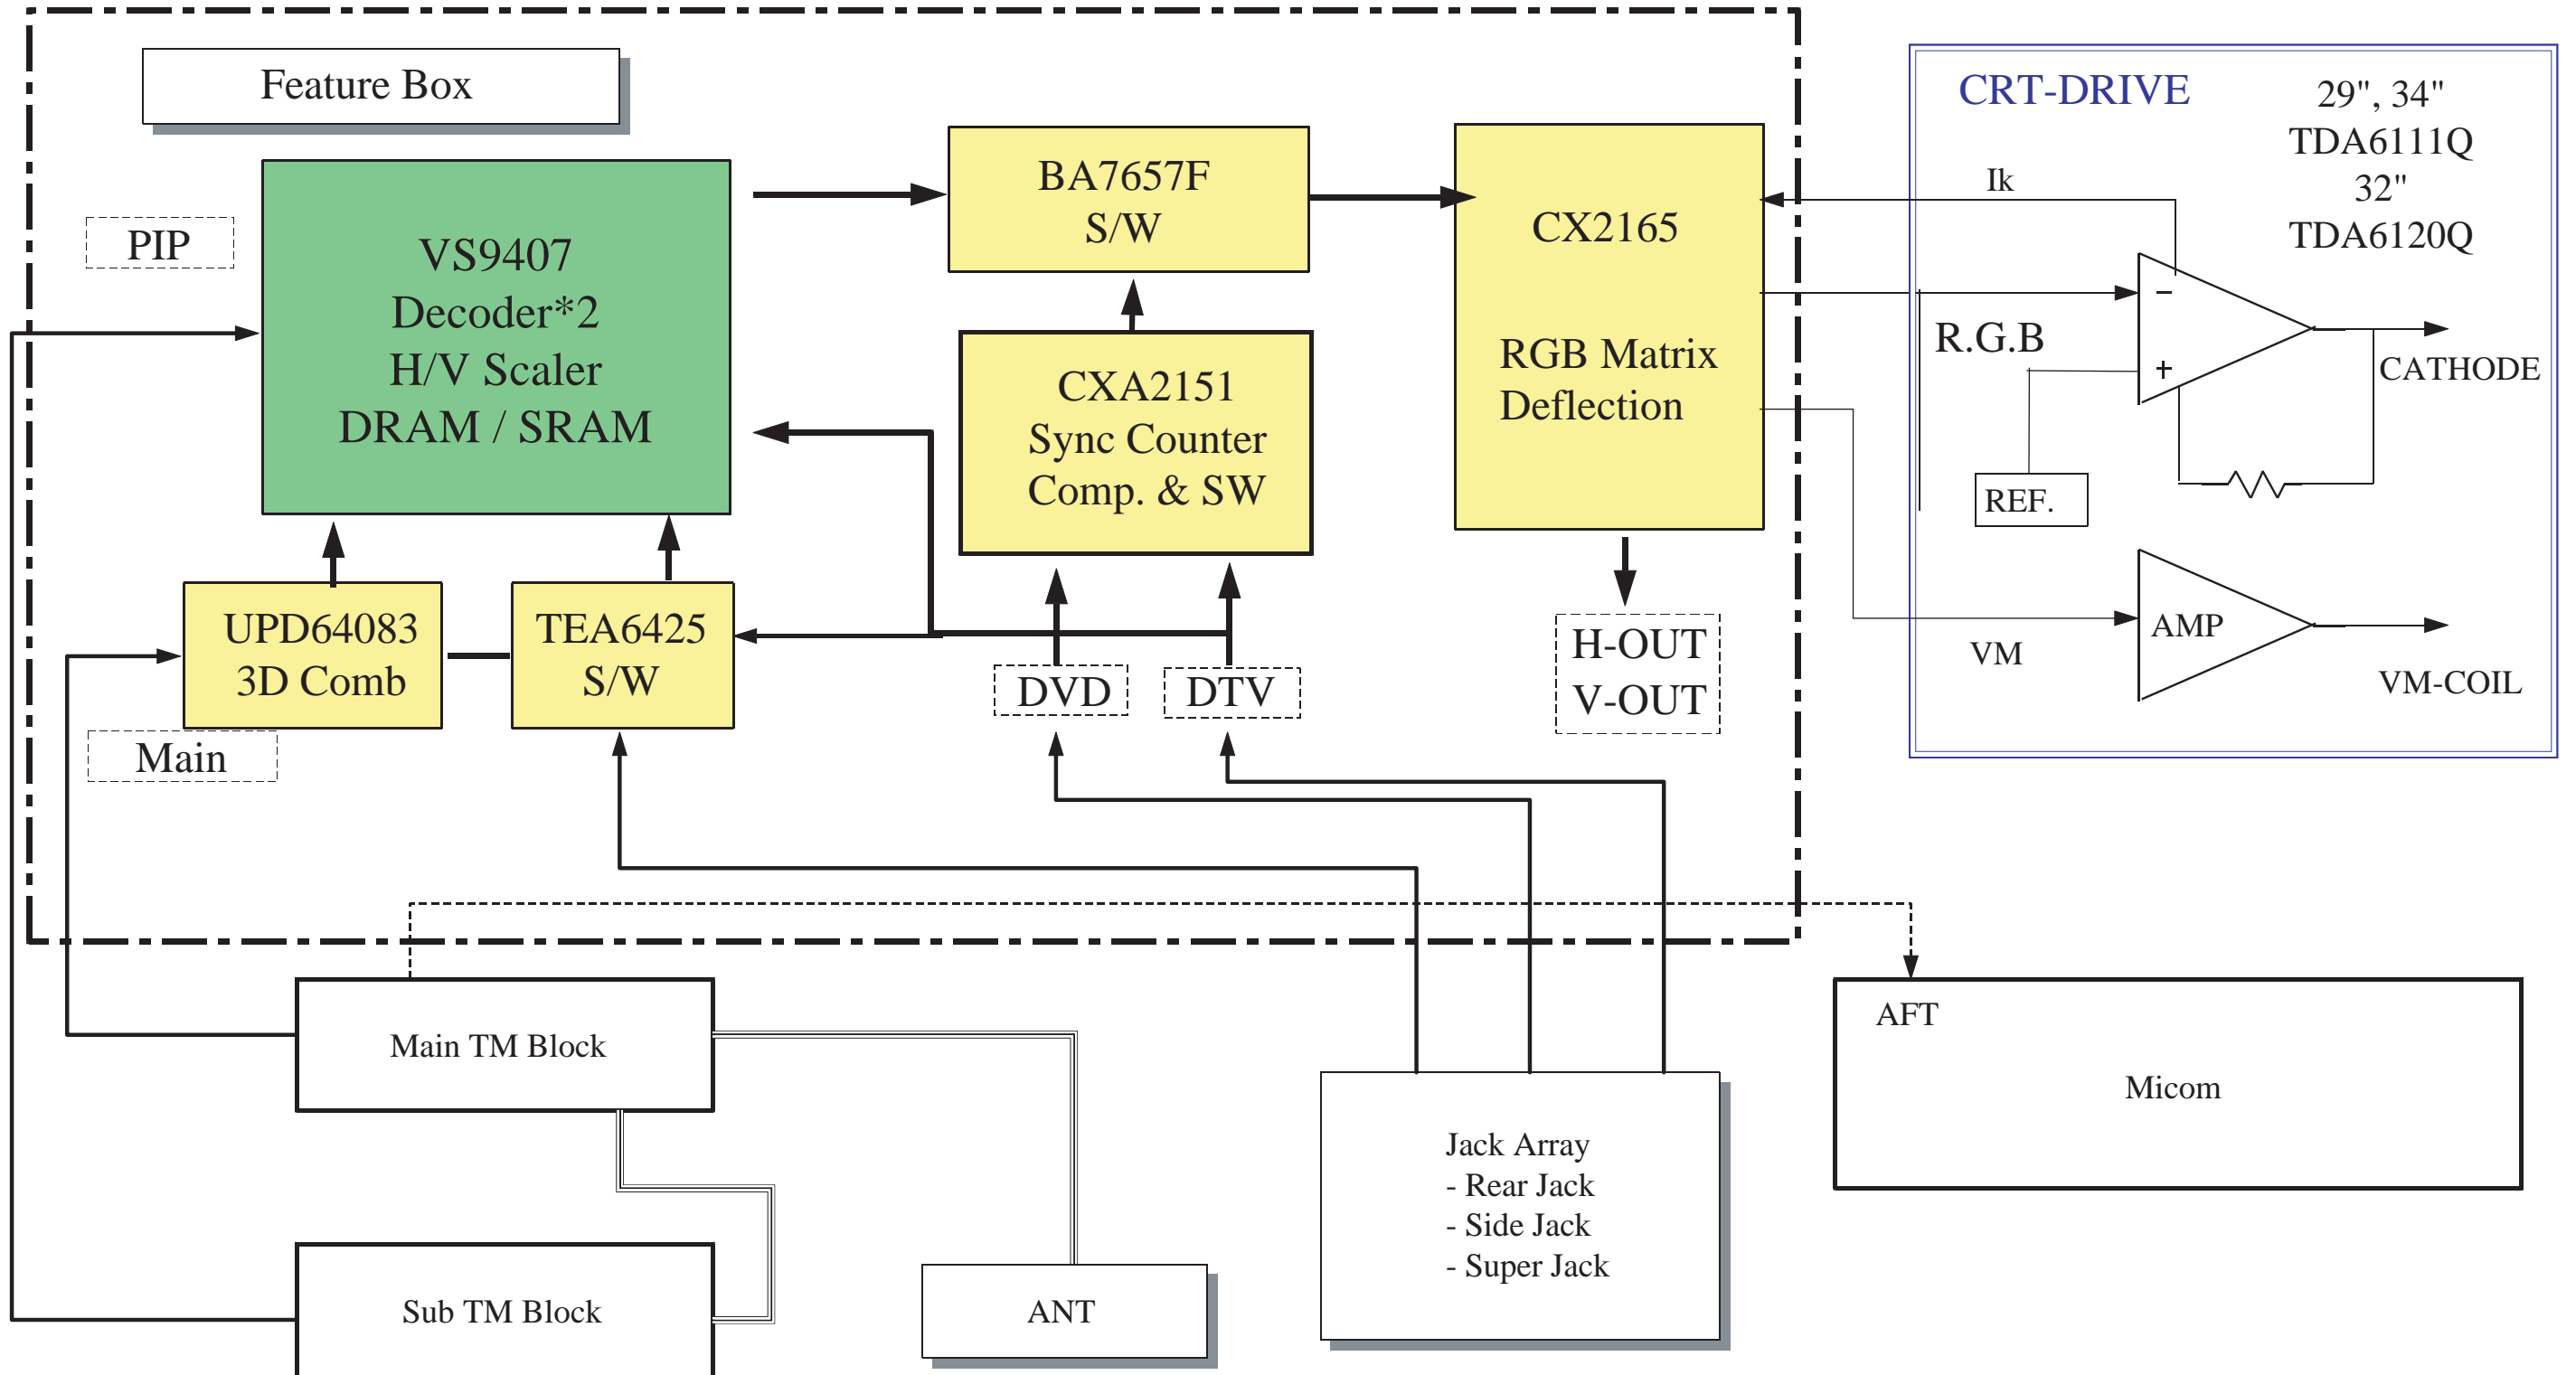 Feature Box
PIP
VS9407
Decoder*2
H/V Scaler
DRAM / SRAM
BA7657F
S/W
CXA2151
Sync Counter
Comp. & SW
CX2165
RGB Matrix
Deflection
UPD64083
3D Comb
TEA6425
S/W
Main
DVD
DTV
H-OUT
V-OUT
CRT-DRIVE
29", 34"
TDA6111Q
32"
TDA6120Q
Ik
R.G.B
−
+
REF.
CATHODE
AMP
VM
VM-COIL
Main TM Block
Sub TM Block
ANT
Jack Array
- Rear Jack
- Side Jack
- Super Jack
AFT
Micom